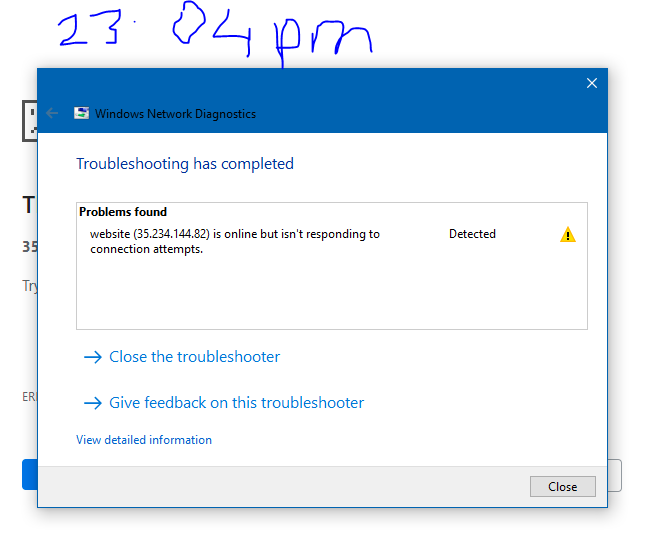 23:04pm
Windows Network Diagnostics
Troubleshooting has completed
Problems found
website (35.234.144.82) is online but isn't responding to Detected
connection attempts.
T
35
Try
Close the troubleshooter
ERR
Give feedback on this troubleshooter
View detailed information
Close